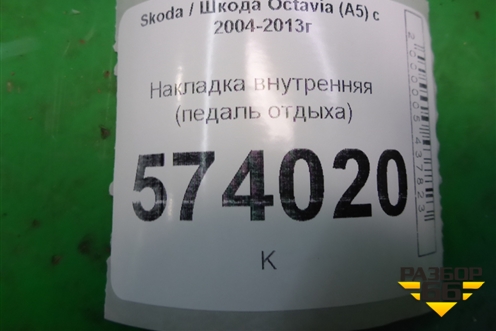 Skoda / Шкода Octavia (A5) с
2004-2013г
Накладка внутренняя
(педаль отдыха)
574020
К
РАЗБОР